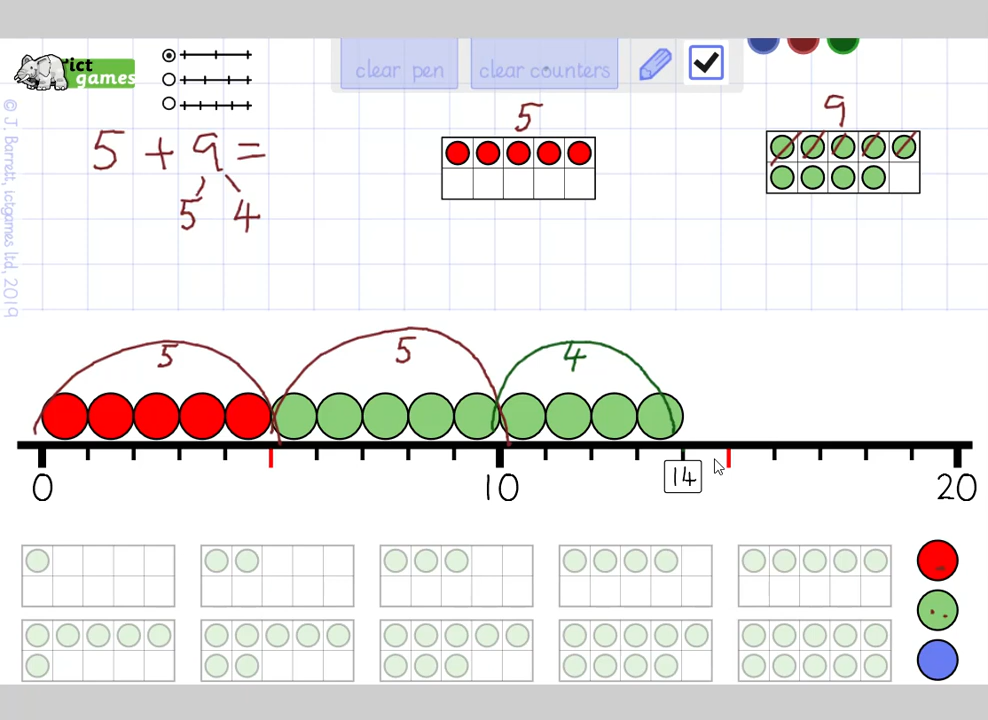 ict
games
clear pen
clear counters
© J. Barrett, ictgames ltd, 2019
5 + 9 =
5 4
5
9
5
5
4
14
0
10
20